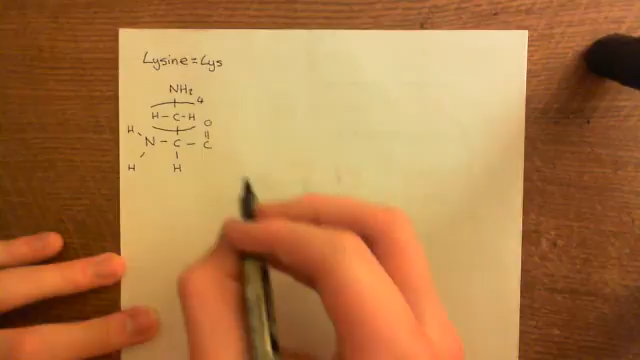 Lysine=Lys
NH₂
4
H-C-H
O
H
N-C-C
H
H